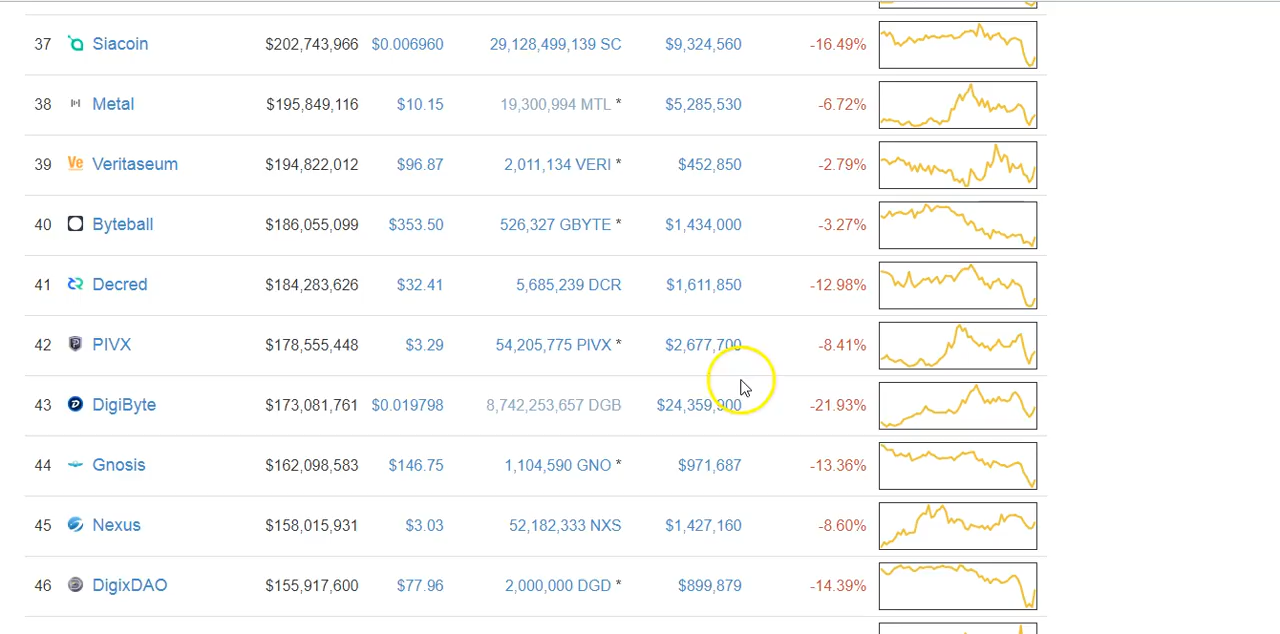 37 Siacoin $202,743,966 $0.006960 29,128,499,139 SC $9,324,560 -16.49%
38 Metal $195,849,116 $10.15 19,300,994 MTL * $5,285,530 -6.72%
39 Ve Veritaseum $194,822,012 $96.87 2,011,134 VERI * $452,850 -2.79%
40 Byteball $186,055,099 $353.50 526,327 GBYTE * $1,434,000 -3.27%
41 Decred $184,283,626 $32.41 5,685,239 DCR $1,611,850 -12.98%
42 PIVX $178,555,448 $3.29 54,205,775 PIVX * $2,677,700 -8.41%
43 DigiByte $173,081,761 $0.019798 8,742,253,657 DGB $24,359,900 -21.93%
44 Gnosis $162,098,583 $146.75 1,104,590 GNO * $971,687 -13.36%
45 Nexus $158,015,931 $3.03 52,182,333 NXS $1,427,160 -8.60%
46 DigixDAO $155,917,600 $77.96 2,000,000 DGD * $899,879 -14.39%